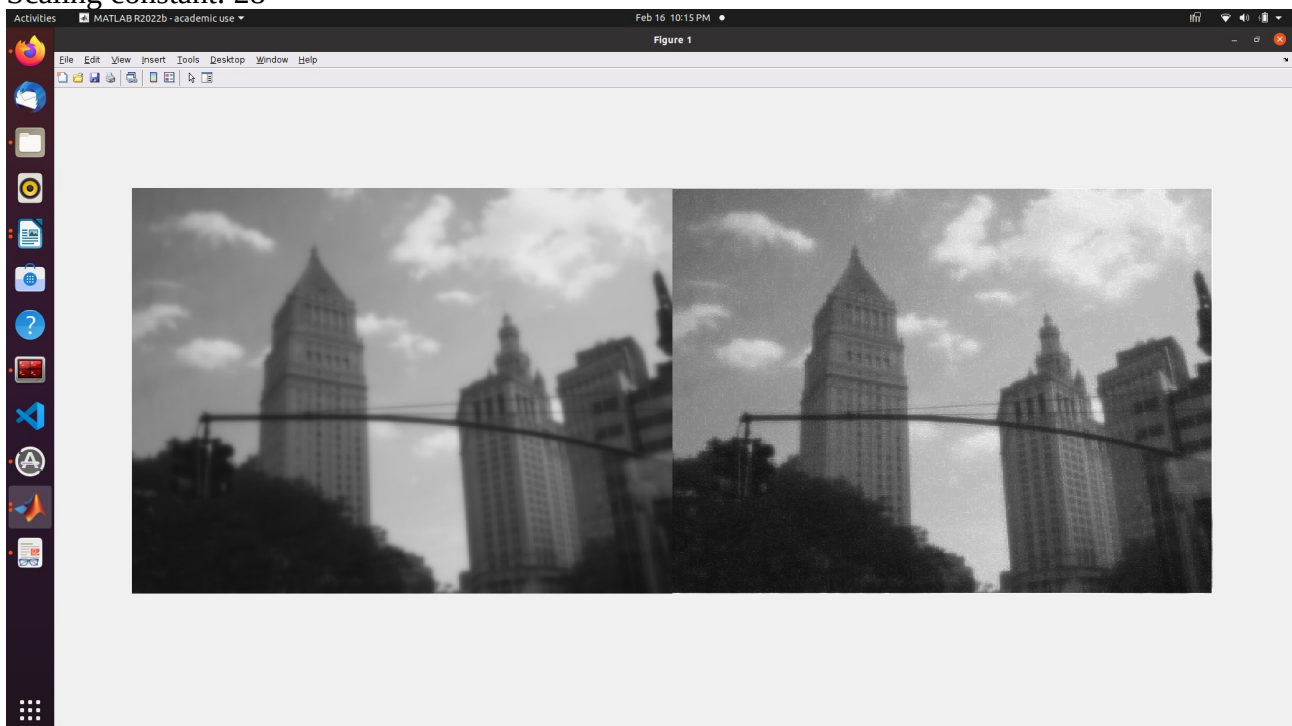 Scaling constant: 28
Activities MATLAB R2022b - academic use Feb 16 10:15 PM
Figure 1
File Edit View Insert Tools Desktop Window Help